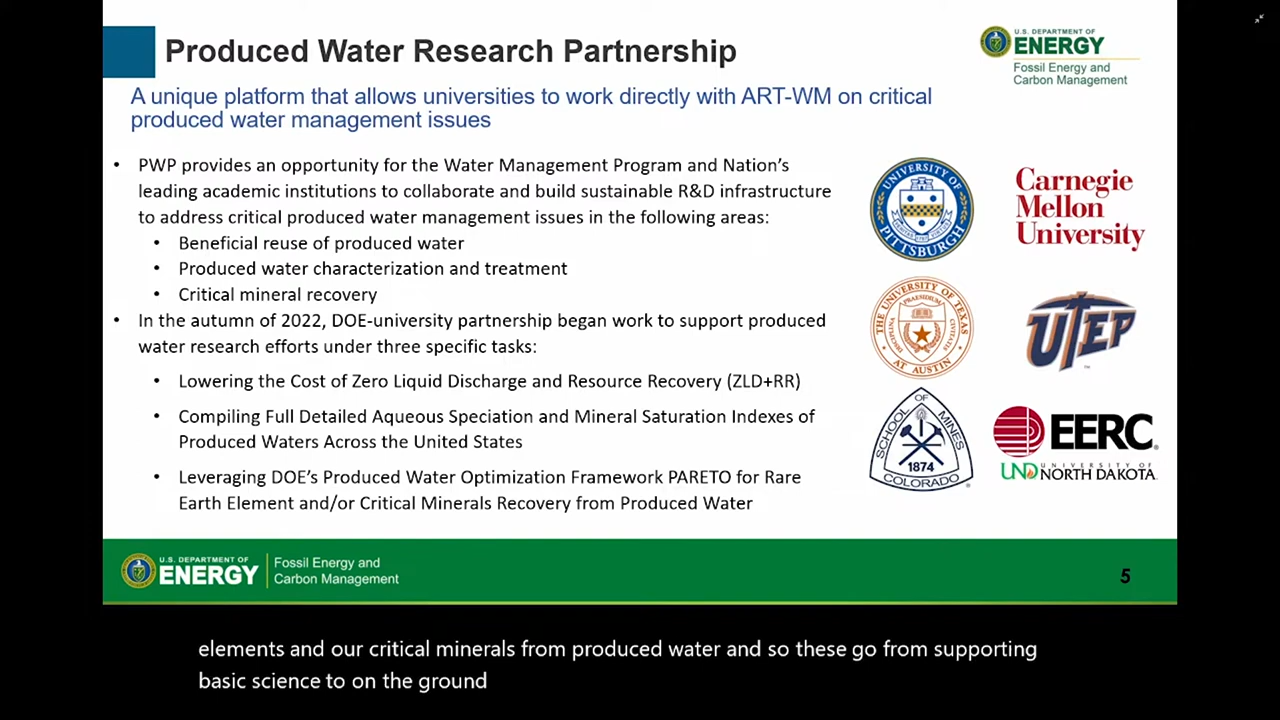 Produced Water Research Partnership
U.S. DEPARTMENT OF
ENERGY
Fossil Energy and
Carbon Management
A unique platform that allows universities to work directly with ART-WM on critical
produced water management issues
• PWP provides an opportunity for the Water Management Program and Nation's
leading academic institutions to collaborate and build sustainable R&D infrastructure
to address critical produced water management issues in the following areas:
• Beneficial reuse of produced water
• Produced water characterization and treatment
• Critical mineral recovery
• In the autumn of 2022, DOE-university partnership began work to support produced
water research efforts under three specific tasks:
• Lowering the Cost of Zero Liquid Discharge and Resource Recovery (ZLD+RR)
• Compiling Full Detailed Aqueous Speciation and Mineral Saturation Indexes of
Produced Waters Across the United States
• Leveraging DOE's Produced Water Optimization Framework PARETO for Rare
Earth Element and/or Critical Minerals Recovery from Produced Water
UNIVERSITY OF
PITTSBURGH
Carnegie
Mellon
University
THE UNIVERSITY OF TEXAS
PRAESIDIUM
DISCIPLINA
CIVITATIS
AT AUSTIN
UTEP
TM
SCHOOL OF MINES
1874
COLORADO
EERC
UND UNIVERSITY OF
NORTH DAKOTA
U.S. DEPARTMENT OF
ENERGY
Fossil Energy and
Carbon Management
5
elements and our critical minerals from produced water and so these go from supporting
basic science to on the ground